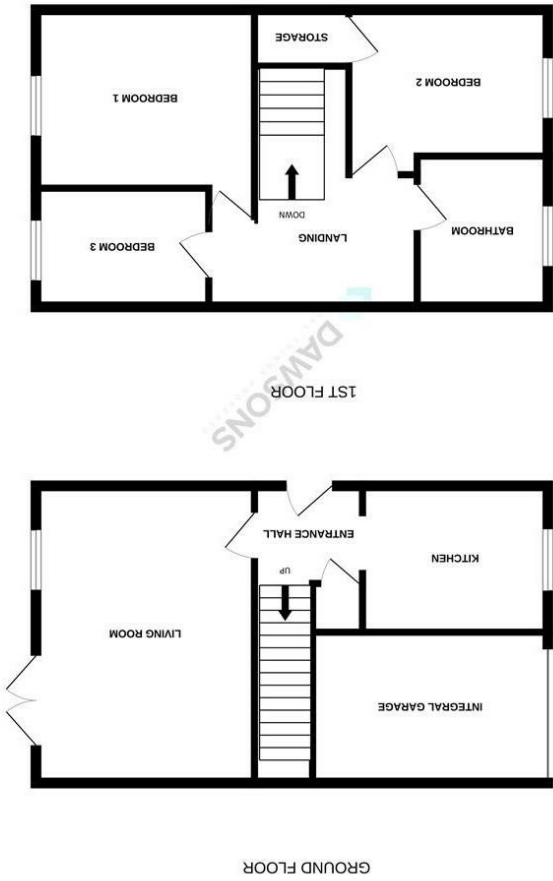 GROUND FLOOR
INTEGRAL GARAGE
LIVING ROOM
KITCHEN
UP
ENTRANCE HALL
DAWSONS
1ST FLOOR
BATHROOM
LANDING
BEDROOM 3
DOWN
BEDROOM 2
BEDROOM 1
STORAGE